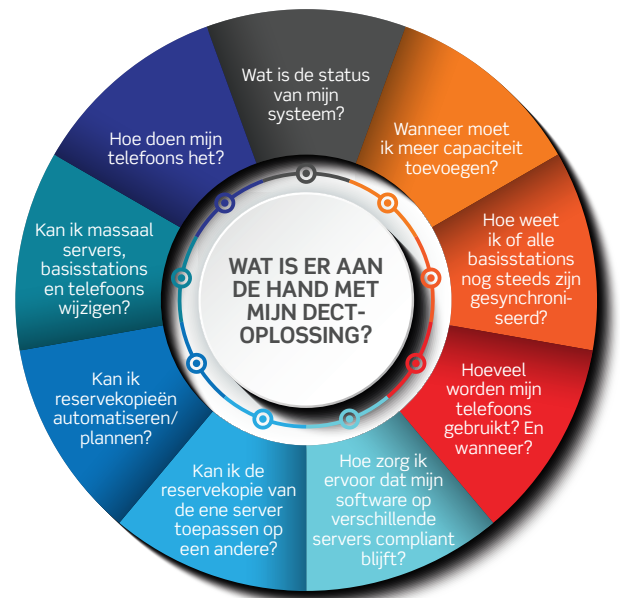 Wat is de status
van mijn
systeem?
Wanneer moet
ik meer capaciteit
toevoegen?
Hoe weet
ik of alle
basisstations
nog steeds zijn
gesynchroni-
seerd?
Hoeveel
worden mijn
telefoons
gebruikt? En
wanneer?
Hoe zorg ik
ervoor dat mijn
software op
verschillende
servers compliant
blijft?
Kan ik de
reservekopie van
de ene server
toepassen op
een andere?
Kan ik
reservekopieën
automatiseren/
plannen?
Kan ik massaal
servers,
basisstations
en telefoons
wijzigen?
Hoe doen mijn
telefoons het?
WAT IS ER AAN
DE HAND MET
MIJN DECT-
OPLOSSING?